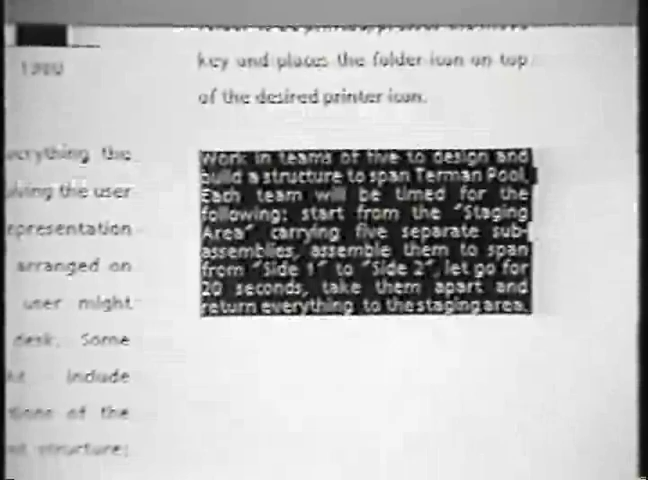 key and places the folder icon on top
of the desired printer icon.
Work in teams of five to design and
build a structure to span Terman Pool.
Each team will be timed for the
following: start from the "Staging
Area" carrying five separate sub-
assemblies, assemble them to span
from "Side 1" to "Side 2", let go for
20 seconds, take them apart and
return everything to the staging area.
1980
erything the
lving the user
epresentation
arranged on
user might
desk. Some
include
tions of the
structure: